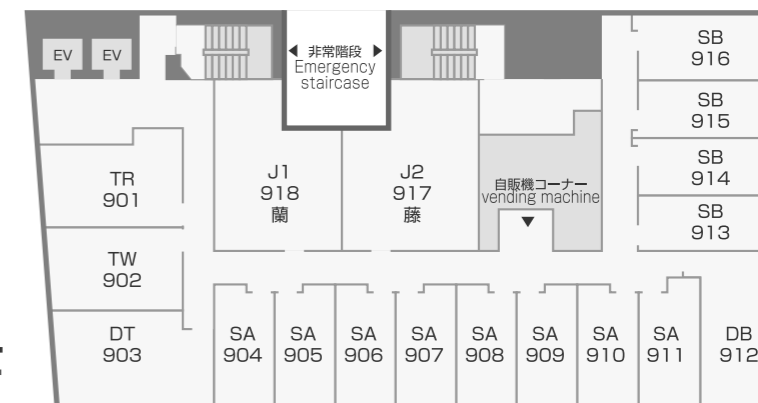 EV EV
◀ 非常階段 ▶
Emergency
staircase
SB
916
SB
915
SB
914
SB
913
TR
901
TW
902
DT
903
J1
918
蘭
J2
917
藤
自販機コーナー
vending machine
▼
SA
904
SA
905
SA
906
SA
907
SA
908
SA
909
SA
910
SA
911
DB
912